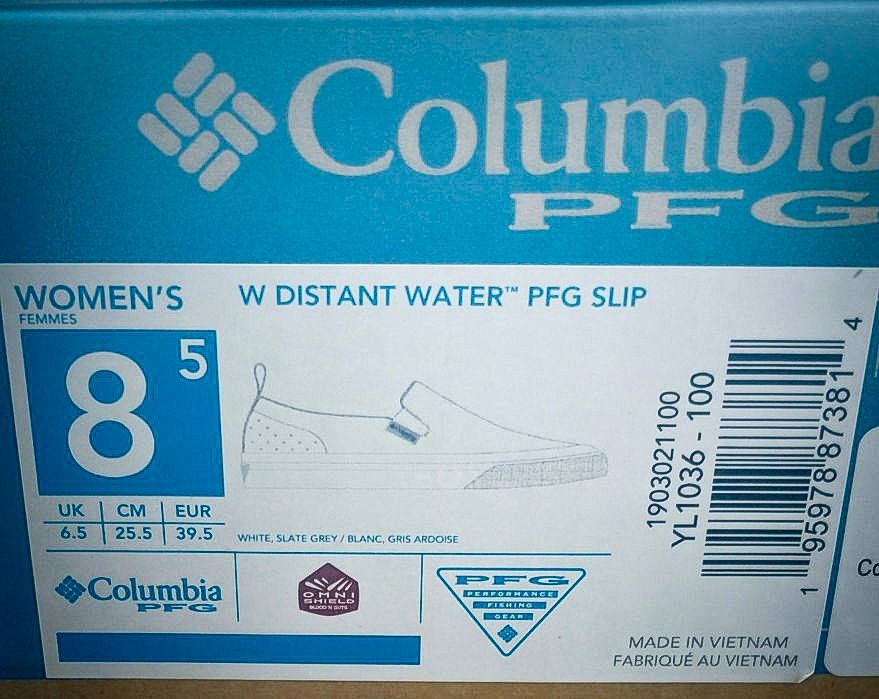 Columbia
PFG
WOMEN'S
FEMMES
W DISTANT WATER™ PFG SLIP
8 5
UK CM EUR
6.5 25.5 39.5
WHITE, SLATE GREY / BLANC, GRIS ARDOISE
1903021100
YL1036 - 100
1 95978 87381 4
Columbia
PFG
OMNI
SHIELD
BLOOD 'N GUTS
PFG
PERFORMANCE
FISHING
GEAR
MADE IN VIETNAM
FABRIQUÉ AU VIETNAM